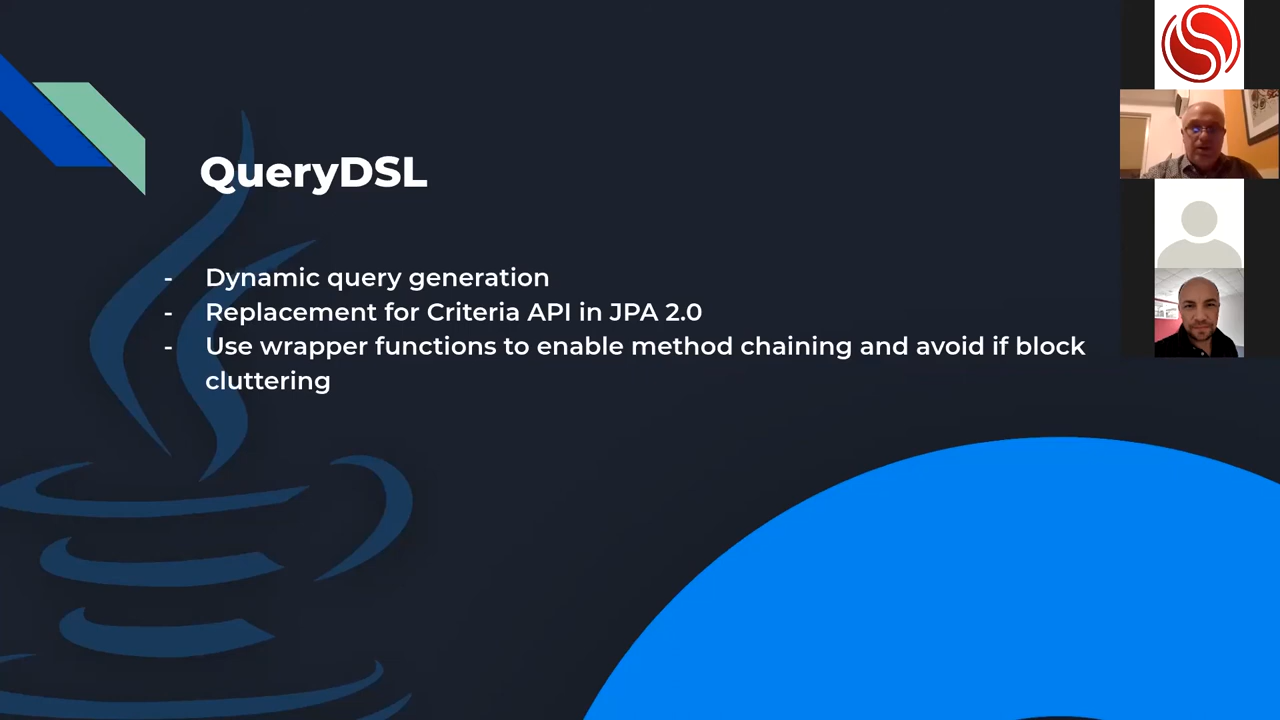 QueryDSL
- Dynamic query generation
- Replacement for Criteria API in JPA 2.0
- Use wrapper functions to enable method chaining and avoid if block
cluttering